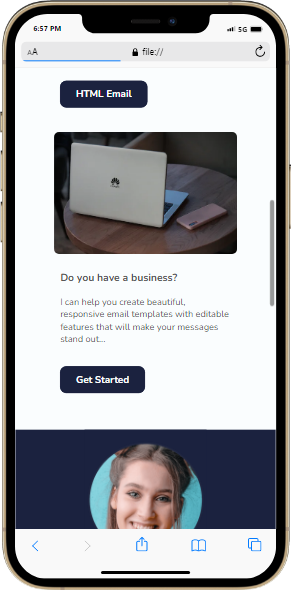 6:57 PM
5G
AA
file://
HTML Email
Do you have a business?
I can help you create beautiful,
responsive email templates with editable
features that will make your messages
stand out...
Get Started